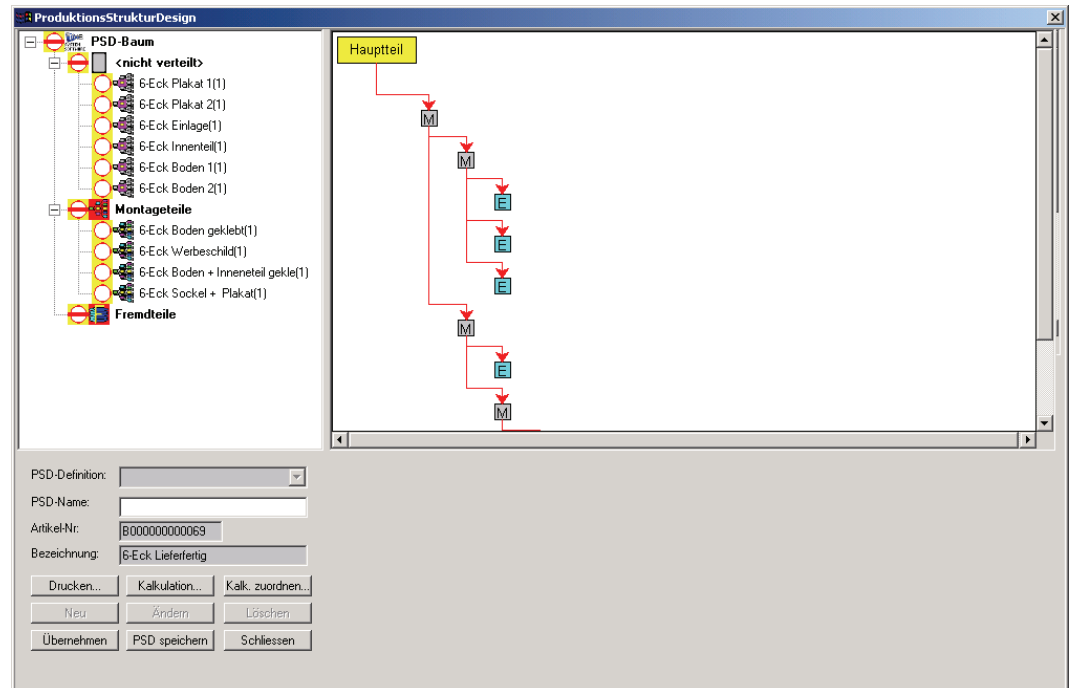 ProduktionsStrukturDesign
PSD-Baum
<nicht verteilt>
6-Eck Plakat 1(1)
6-Eck Plakat 2(1)
6-Eck Einlage(1)
6-Eck Innenteil(1)
6-Eck Boden 1(1)
6-Eck Boden 2(1)
Montageteile
6-Eck Boden geklebt(1)
6-Eck Werbeschild(1)
6-Eck Boden + Inneneteil gekle(1)
6-Eck Sockel + Plakat(1)
Fremdteile
Hauptteil
M
M
E
E
E
M
E
M
PSD-Definition:
PSD-Name:
Artikel-Nr:
B000000000069
Bezeichnung:
6-Eck Lieferfertig
Drucken... Kalkulation... Kalk. zuordnen...
Neu Ändern Löschen
Übernehmen PSD speichern Schliessen